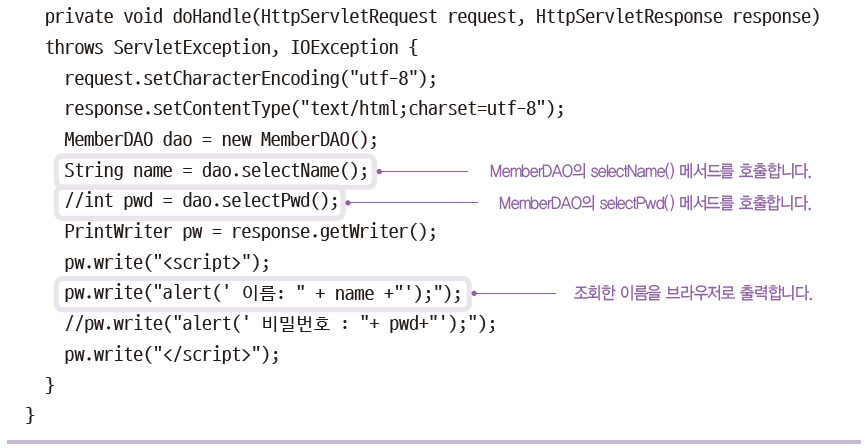 private void doHandle(HttpServletRequest request, HttpServletResponse response)
throws ServletException, IOException {
request.setCharacterEncoding("utf-8");
response.setContentType("text/html;charset=utf-8");
MemberDAO dao = new MemberDAO();
String name = dao.selectName(); MemberDAO의 selectName() 메서드를 호출합니다.
//int pwd = dao.selectPwd(); MemberDAO의 selectPwd() 메서드를 호출합니다.
PrintWriter pw = response.getWriter();
pw.write("<script>");
pw.write("alert(' 이름: " + name +"');"); 조회한 이름을 브라우저로 출력합니다.
//pw.write("alert(' 비밀번호 : "+ pwd+"');");
pw.write("</script>");
}
}